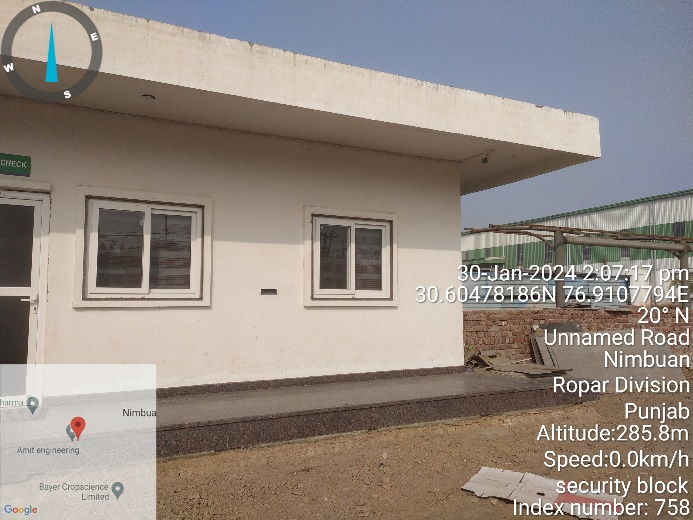 N
E
W
S
CHECK
30-Jan-2024 2:07:17 pm
30.60478186N 76.9107794E
20° N
Unnamed Road
Nimbuan
Ropar Division
Punjab
Altitude:285.8m
Speed:0.0km/h
security block
Index number: 758
harma
Nimbua
Amit engineering
Bayer Cropscience
Limited
Google